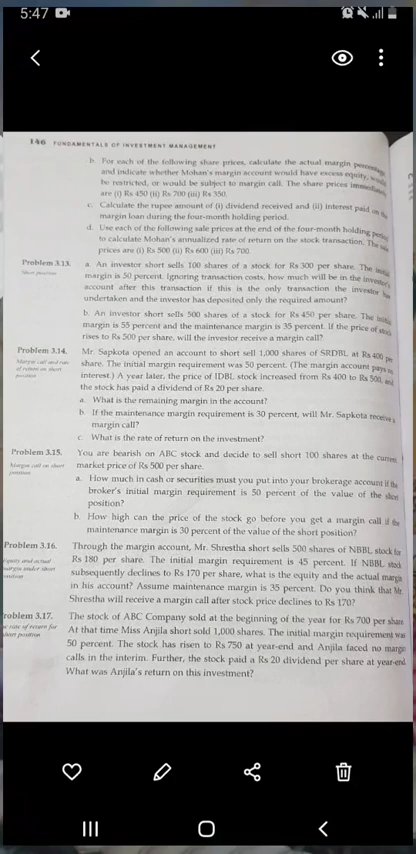 5:47
146 FUNDAMENTALS OF INVESTMENT MANAGEMENT
b. For each of the following share prices, calculate the actual margin percentage
and indicate whether Mohan's margin account would have excess equity, would
be restricted, or would be subject to margin call. The share prices immediately
are (i) Rs 450 (ii) Rs 700 (iii) Rs 350.
c. Calculate the rupee amount of (i) dividend received and (ii) interest paid on the
margin loan during the four-month holding period.
d. Use each of the following sale prices at the end of the four-month holding period
to calculate Mohan's annualized rate of return on the stock transaction. The sale
prices are (i) Rs 500 (ii) Rs 600 (iii) Rs 700.
Problem 3.13. a. An investor short sells 100 shares of a stock for Rs 300 per share. The initial
Short position margin is 50 percent. Ignoring transaction costs, how much will be in the investor's
account after this transaction if this is the only transaction the investor has
undertaken and the investor has deposited only the required amount?
b. An investor short sells 500 shares of a stock for Rs 450 per share. The initial
margin is 55 percent and the maintenance margin is 35 percent. If the price of stock
rises to Rs 500 per share, will the investor receive a margin call?
Problem 3.14. Mr. Sapkota opened an account to short sell 1,000 shares of SRDBL at Rs 400 per
Margin call and rate share. The initial margin requirement was 50 percent. (The margin account pays no
of return on short interest.) A year later, the price of IDBL stock increased from Rs 400 to Rs 500, and
position the stock has paid a dividend of Rs 20 per share.
a. What is the remaining margin in the account?
b. If the maintenance margin requirement is 30 percent, will Mr. Sapkota receive a
margin call?
c. What is the rate of return on the investment?
Problem 3.15. You are bearish on ABC stock and decide to sell short 100 shares at the current
Margin call on short market price of Rs 500 per share.
position
a. How much in cash or securities must you put into your brokerage account if the
broker's initial margin requirement is 50 percent of the value of the short
position?
b. How high can the price of the stock go before you get a margin call if the
maintenance margin is 30 percent of the value of the short position?
Problem 3.16. Through the margin account, Mr. Shrestha short sells 500 shares of NBBL stock for
Equity and actual Rs 180 per share. The initial margin requirement is 45 percent. If NBBL stock
margin under short subsequently declines to Rs 170 per share, what is the equity and the actual margin
in his account? Assume maintenance margin is 35 percent. Do you think that Mr
Shrestha will receive a margin call after stock price declines to Rs 170?
roblem 3.17. The stock of ABC Company sold at the beginning of the year for Rs 700 per share
rate of return for At that time Miss Anjila short sold 1,000 shares. The initial margin requirement was
short position 50 percent. The stock has risen to Rs 750 at year-end and Anjila faced no margin
calls in the interim. Further, the stock paid a Rs 20 dividend per share at year-end.
What was Anjila's return on this investment?